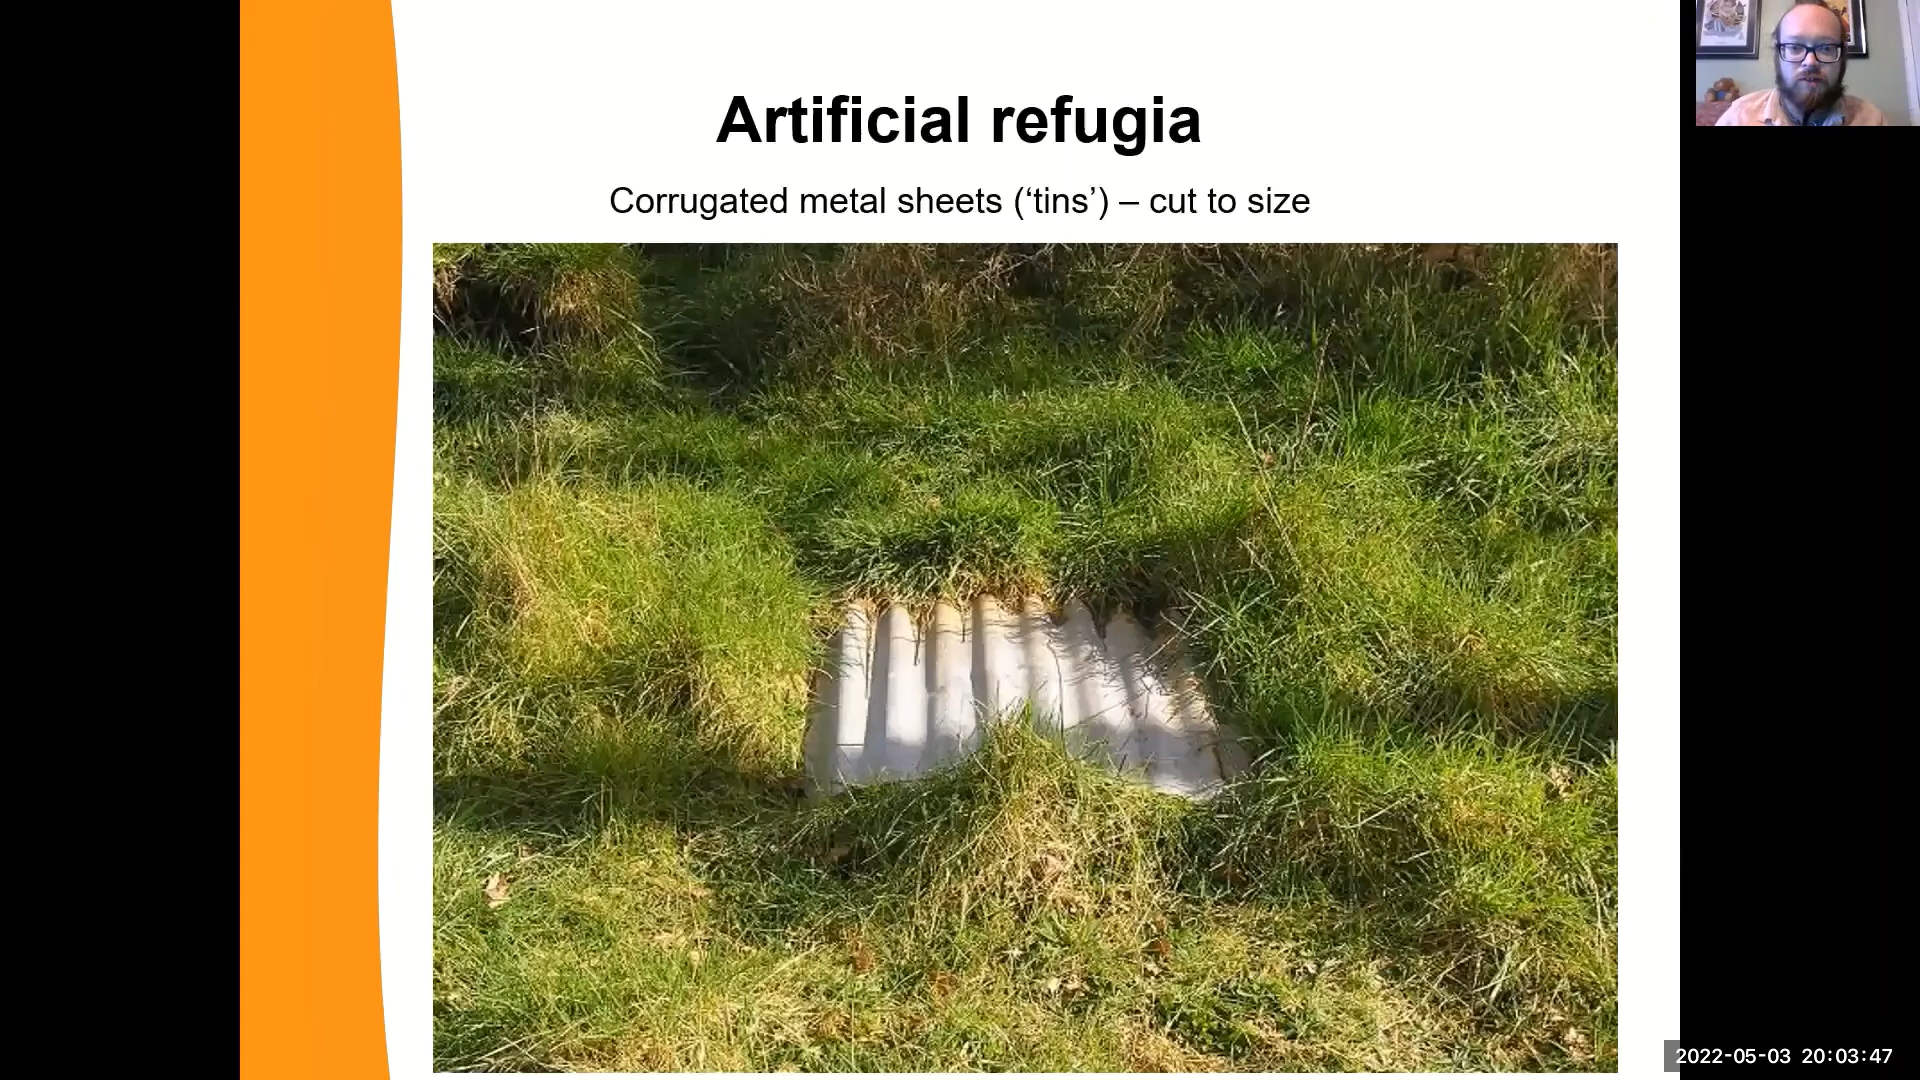 Artificial refugia
Corrugated metal sheets (‘tins’) – cut to size
2022-05-03 20:03:47